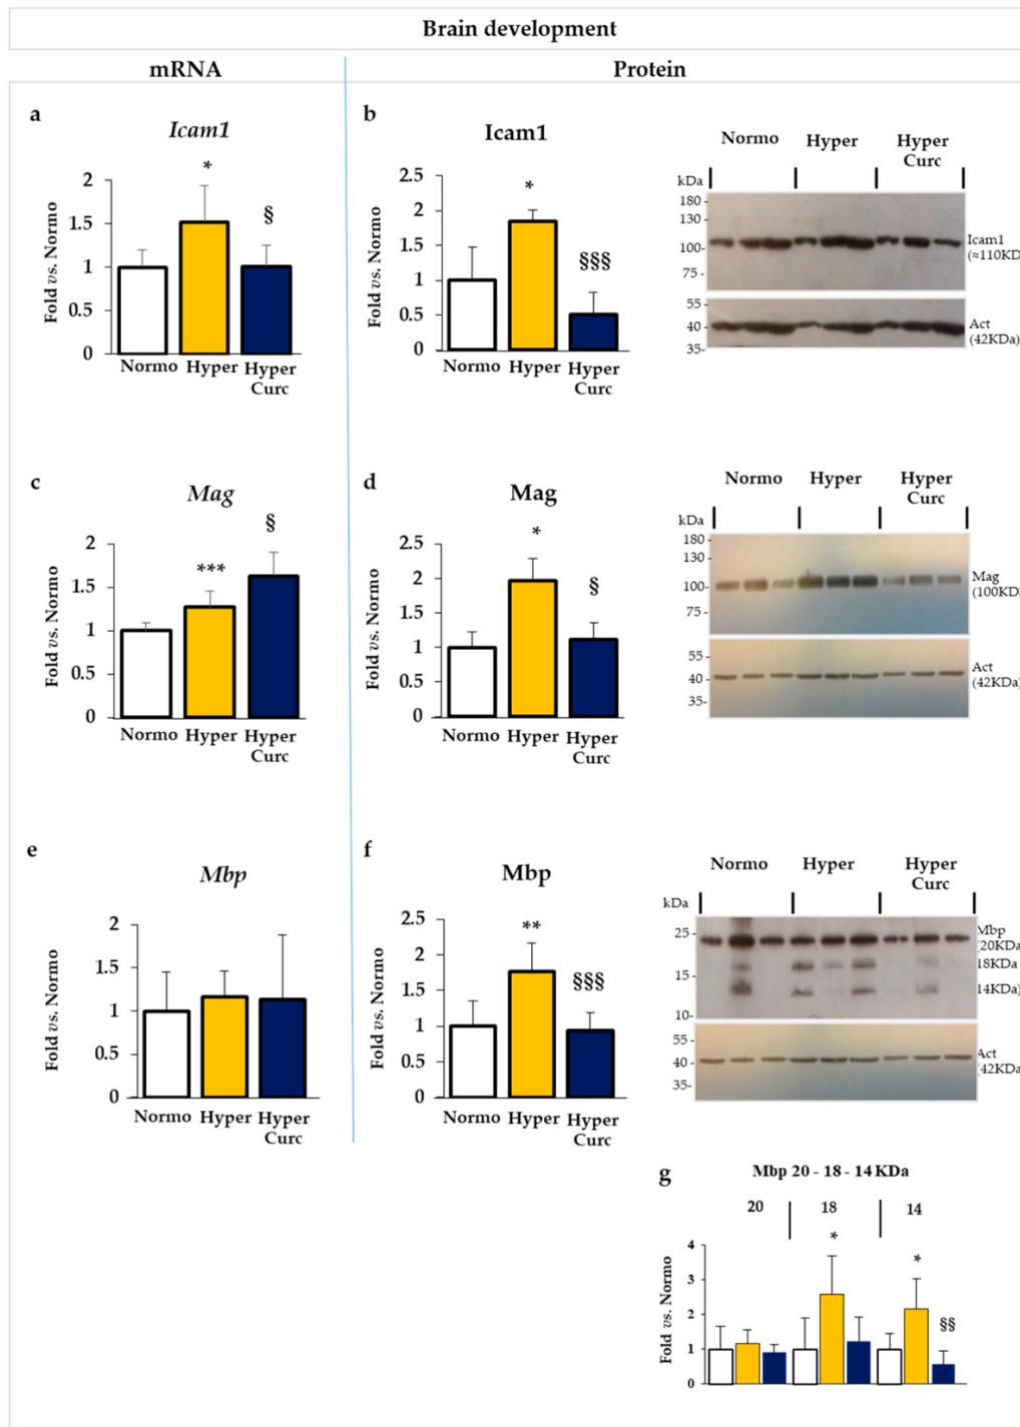 Brain development
mRNA
Protein
a
Icam1
*
§
2
1.5
1
0.5
0
Fold vs. Normo
Normo Hyper Hyper
Curc
b
Icam1
*
§§§
2.5
2
1.5
1
0.5
0
Fold vs. Normo
Normo Hyper Hyper
Curc
Normo Hyper Hyper
Curc
kDa
180 -
130 -
100-
75 -
Icam1
(≈110KD
55 -
40 -
35-
Act
(42KDa)
c
Mag
***
§
2
1.5
1
0.5
0
Fold vs. Normo
Normo Hyper Hyper
Curc
d
Mag
*
§
2.5
2
1.5
1
0.5
0
Fold vs. Normo
Normo Hyper Hyper
Curc
Normo Hyper Hyper
Curc
kDa
180 -
130 -
100-
75-
Mag
(100KDa
55 -
40 -
35-
Act
(42KDa)
e
Mbp
2
1.5
1
0.5
0
Fold vs. Normo
Normo Hyper Hyper
Curc
f
Mbp
**
§§§
2.5
2
1.5
1
0.5
0
Fold vs. Normo
Normo Hyper Hyper
Curc
Normo Hyper Hyper
Curc
kDa
25 -
15 -
10-
Mbp
(20KDa
18KDa
14KDa)
55 -
40 -
35-
Act
(42KDa
g
Mbp 20 - 18 - 14 KDa
20 18 14
*
*
§§
4
3
2
1
0
Fold vs. Normo